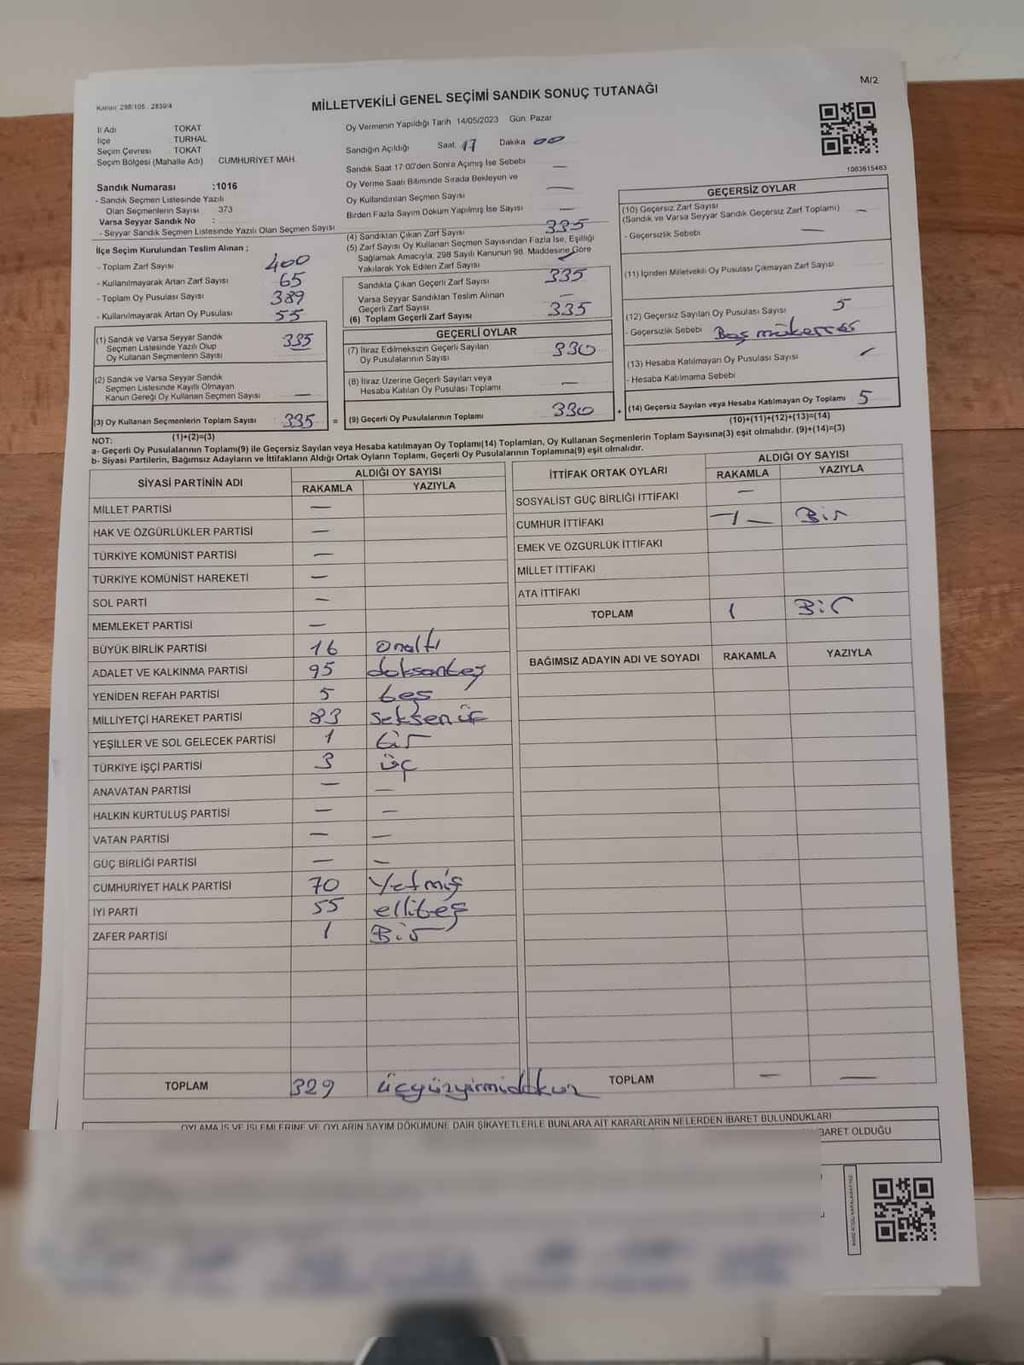 M/2
Kanun: 298/105 - 2839/4
MİLLETVEKİLİ GENEL SEÇİMİ SANDIK SONUÇ TUTANAĞI
İl Adı TOKAT
İlçe TURHAL
Seçim Çevresi TOKAT
Seçim Bölgesi (Mahalle Adı) CUMHURİYET MAH.
Sandık Numarası :1016
- Sandık Seçmen Listesinde Yazılı
Olan Seçmenlerin Sayısı 373
Varsa Seyyar Sandık No :
- Seyyar Sandık Seçmen Listesinde Yazılı Olan Seçmen Sayısı
Oy Vermenin Yapıldığı Tarih 14/05/2023 Gün: Pazar
Sandığın Açıldığı Saat: 17 Dakika 00
Sandık Saat 17:00'den Sonra Açılmış İse Sebebi —
Oy Verme Saati Bitiminde Sırada Bekleyen ve
Oy Kullandırılan Seçmen Sayısı —
Birden Fazla Sayım Döküm Yapılmış İse Sayısı —
1003615463
İlçe Seçim Kurulundan Teslim Alınan ;
- Toplam Zarf Sayısı 400
- Kullanılmayarak Artan Zarf Sayısı 65
- Toplam Oy Pusulası Sayısı 389
- Kullanılmayarak Artan Oy Pusulası 55
(1) Sandık ve Varsa Seyyar Sandık
Seçmen Listesinde Yazılı Olup
Oy Kullanan Seçmenlerin Sayısı 335
(2) Sandık ve Varsa Seyyar Sandık
Seçmen Listesinde Kayıtlı Olmayan
Kanun Gereği Oy Kullanan Seçmen Sayısı —
(3) Oy Kullanan Seçmenlerin Toplam Sayısı 335 =
(1)+(2)=(3)
(4) Sandıktan Çıkan Zarf Sayısı 335
(5) Zarf Sayısı Oy Kullanan Seçmen Sayısından Fazla İse, Eşitliği
Sağlamak Amacıyla; 298 Sayılı Kanunun 98. Maddesine Göre
Yakılarak Yok Edilen Zarf Sayısı —
Sandıkta Çıkan Geçerli Zarf Sayısı 335
Varsa Seyyar Sandıktan Teslim Alınan
Geçerli Zarf Sayısı —
(6) Toplam Geçerli Zarf Sayısı 335
GEÇERLİ OYLAR
(7) İtiraz Edilmeksizin Geçerli Sayılan
Oy Pusulalarının Sayısı 330
(8) İtiraz Üzerine Geçerli Sayılan veya
Hesaba Katılan Oy Pusulası Toplamı —
(9) Geçerli Oy Pusulalarının Toplamı 330 +
GEÇERSİZ OYLAR
(10) Geçersiz Zarf Sayısı
(Sandık ve Varsa Seyyar Sandık Geçersiz Zarf Toplamı) —
- Geçersizlik Sebebi —
(11) İçinden Milletvekili Oy Pusulası Çıkmayan Zarf Sayısı
(12) Geçersiz Sayılan Oy Pusulası Sayısı 5
- Geçersizlik Sebebi Boş mükerrer
(13) Hesaba Katılmayan Oy Pusulası Sayısı —
- Hesaba Katılmama Sebebi
(14) Geçersiz Sayılan veya Hesaba Katılmayan Oy Toplamı 5
(10)+(11)+(12)+(13)=(14)
NOT:
a- Geçerli Oy Pusulalarının Toplamı(9) ile Geçersiz Sayılan veya Hesaba katılmayan Oy Toplamı(14) Toplamları, Oy Kullanan Seçmenlerin Toplam Sayısına(3) eşit olmalıdır. (9)+(14)=(3)
b- Siyasi Partilerin, Bağımsız Adayların ve İttifakların Aldığı Ortak Oyların Toplamı, Geçerli Oy Pusulalarının Toplamına(9) eşit olmalıdır.
SİYASİ PARTİNİN ADI ALDIĞI OY SAYISI
RAKAMLA YAZIYLA
MİLLET PARTİSİ —
HAK VE ÖZGÜRLÜKLER PARTİSİ —
TÜRKİYE KOMÜNİST PARTİSİ —
TÜRKİYE KOMÜNİST HAREKETİ —
SOL PARTİ —
MEMLEKET PARTİSİ —
BÜYÜK BİRLİK PARTİSİ 16 onaltı
ADALET VE KALKINMA PARTİSİ 95 doksanbeş
YENİDEN REFAH PARTİSİ 5 beş
MİLLİYETÇİ HAREKET PARTİSİ 83 seksenüç
YEŞİLLER VE SOL GELECEK PARTİSİ 1 bir
TÜRKİYE İŞÇİ PARTİSİ 3 üç
ANAVATAN PARTİSİ — —
HALKIN KURTULUŞ PARTİSİ — —
VATAN PARTİSİ — —
GÜÇ BİRLİĞİ PARTİSİ — —
CUMHURİYET HALK PARTİSİ 70 Yetmiş
İYİ PARTİ 55 ellibeş
ZAFER PARTİSİ 1 Bir
TOPLAM 329 üçyüzyirmidokuz
İTTİFAK ORTAK OYLARI ALDIĞI OY SAYISI
RAKAMLA YAZIYLA
SOSYALİST GÜÇ BİRLİĞİ İTTİFAKI —
CUMHUR İTTİFAKI —1— Bir
EMEK VE ÖZGÜRLÜK İTTİFAKI
MİLLET İTTİFAKI
ATA İTTİFAKI
TOPLAM 1 Bir
BAĞIMSIZ ADAYIN ADI VE SOYADI RAKAMLA YAZIYLA
TOPLAM — —
OYLAMA İŞ VE İŞLEMLERİNE VE OYLARIN SAYIM DÖKÜMÜNE DAİR ŞİKAYETLERLE BUNLARA AİT KARARLARIN NELERDEN İBARET BULUNDUKLARI
BARET OLDUĞU